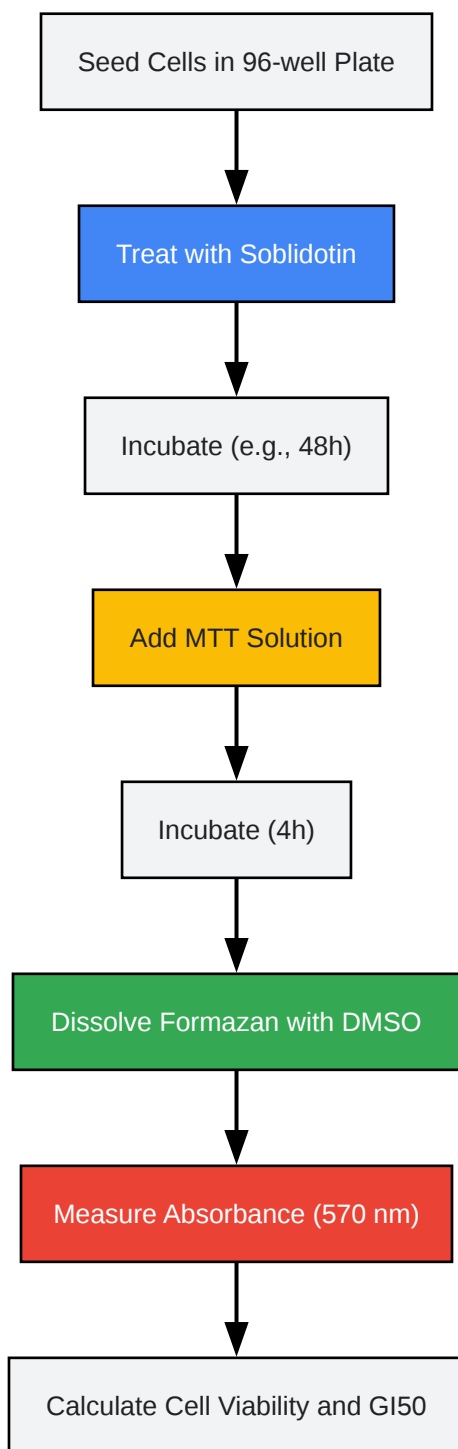 Seed Cells in 96-well Plate
Treat with Soblidotin
Incubate (e.g., 48h)
Add MTT Solution
Incubate (4h)
Dissolve Formazan with DMSO
Measure Absorbance (570 nm)
Calculate Cell Viability and GI50